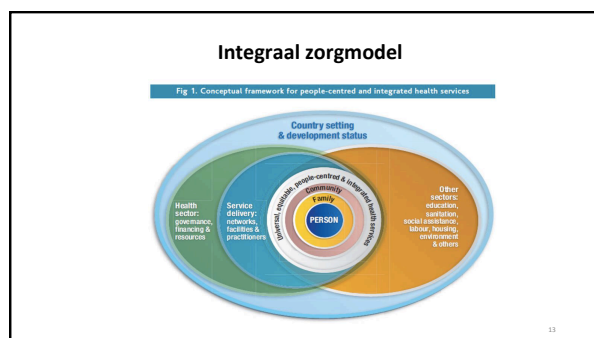 Integraal zorgmodel
Fig 1. Conceptual framework for people-centred and integrated health services
Country setting
& development status
Health
sector:
governance,
financing &
resources
Service
delivery:
networks,
facilities &
practitioners
Universal, equitable, people-centred & integrated health services
Community
Family
PERSON
Other
sectors:
education,
sanitation,
social assistance,
labour, housing,
environment
& others
13